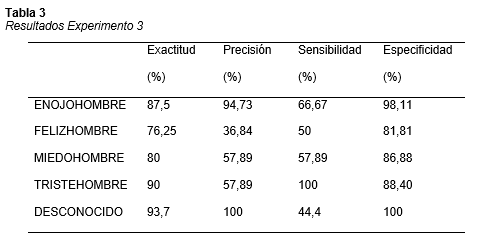 Tabla 3
Resultados Experimento 3
Exactitud Precisión Sensibilidad Especificidad
(%) (%) (%) (%)
ENOJOHOMBRE 87,5 94,73 66,67 98,11
FELIZHOMBRE 76,25 36,84 50 81,81
MIEDOHOMBRE 80 57,89 57,89 86,88
TRISTEHOMBRE 90 57,89 100 88,40
DESCONOCIDO 93,7 100 44,4 100